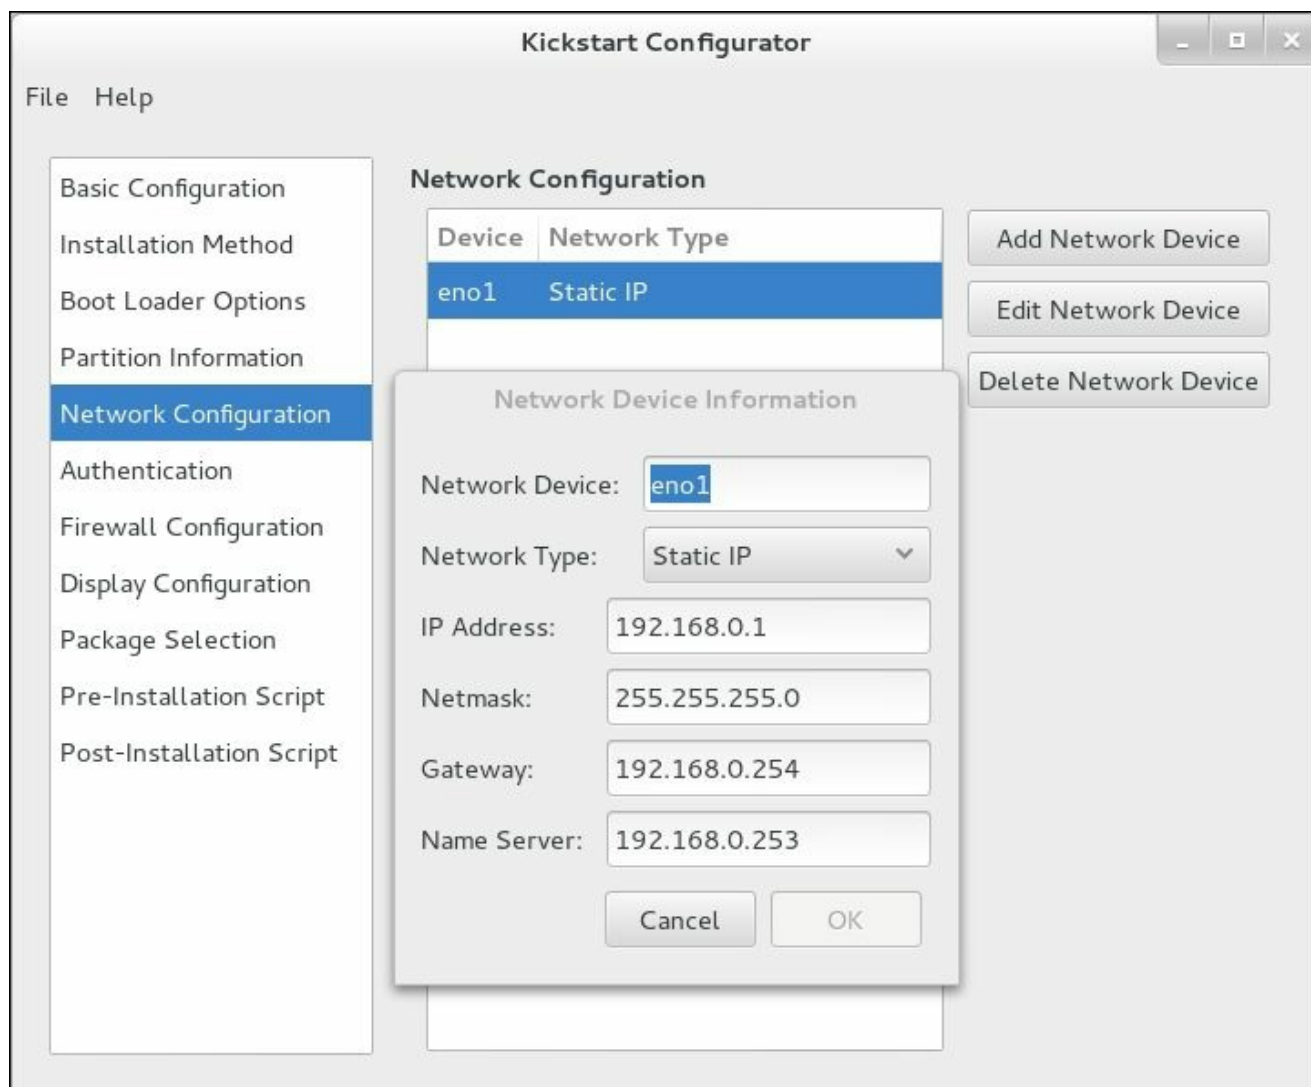 Kickstart Configurator
File Help
Basic Configuration
Installation Method
Boot Loader Options
Partition Information
Network Configuration
Authentication
Firewall Configuration
Display Configuration
Package Selection
Pre-Installation Script
Post-Installation Script
Network Configuration
Device Network Type
eno1 Static IP
Add Network Device
Edit Network Device
Delete Network Device
Network Device Information
Network Device: eno1
Network Type: Static IP
IP Address: 192.168.0.1
Netmask: 255.255.255.0
Gateway: 192.168.0.254
Name Server: 192.168.0.253
Cancel OK